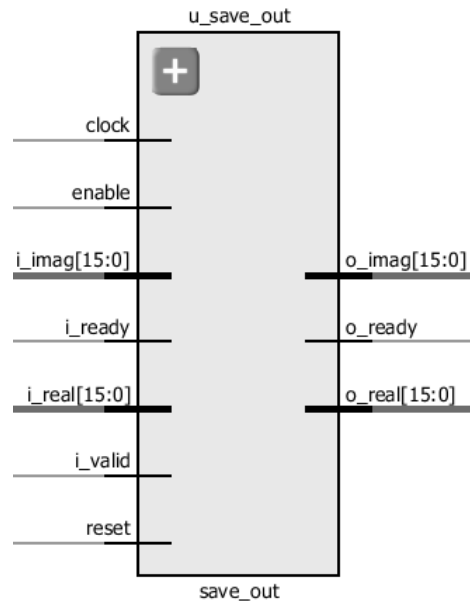 u_save_out
+
clock
enable
i_imag[15:0]
o_imag[15:0]
i_ready
o_ready
i_real[15:0]
o_real[15:0]
i_valid
reset
save_out